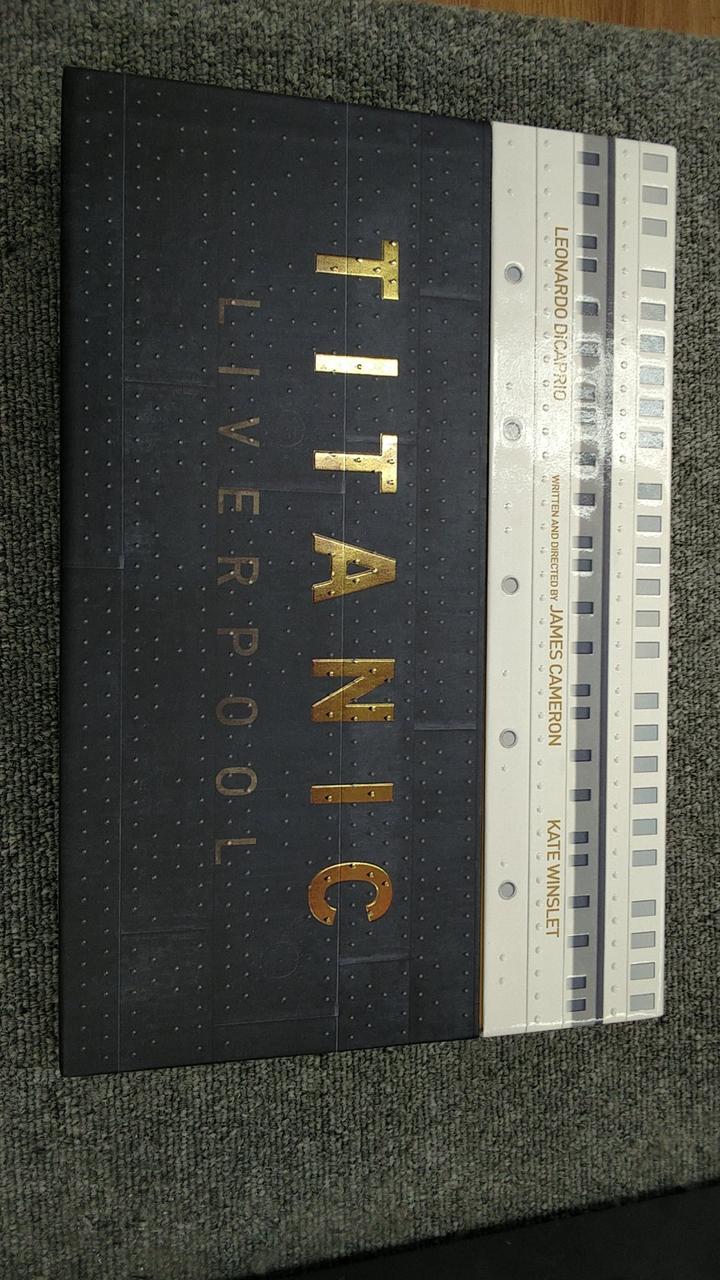 LEONARDO DiCAPRIO WRITTEN AND DIRECTED BY JAMES CAMERON KATE WINSLET
TITANIC
LIVERPOOL